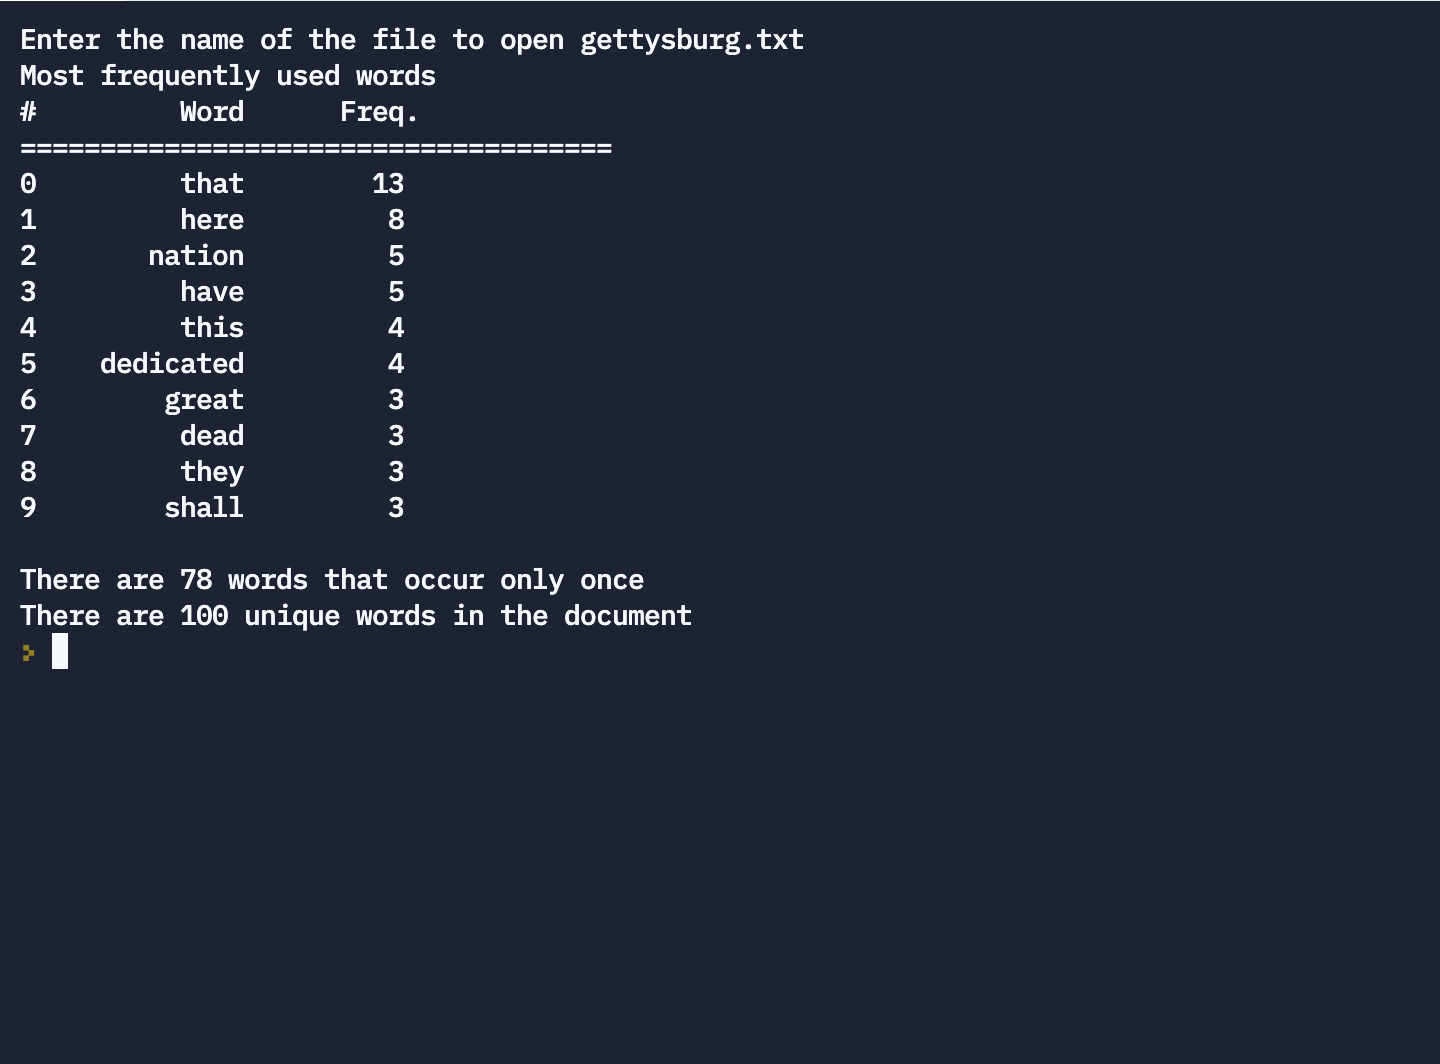 Enter the name of the file to open gettysburg.txt
Most frequently used words
#         Word      Freq.
=====================================
0         that        13
1         here         8
2       nation         5
3         have         5
4         this         4
5    dedicated         4
6        great         3
7         dead         3
8         they         3
9        shall         3

There are 78 words that occur only once
There are 100 unique words in the document
>